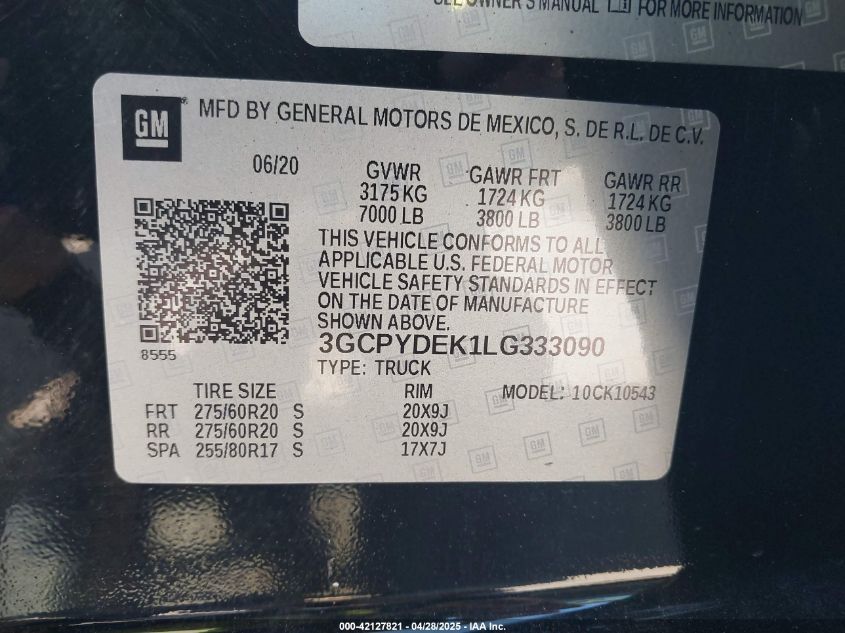 SEE OWNER'S MANUAL FOR MORE INFORMATION
GM ® MFD BY GENERAL MOTORS DE MEXICO, S. DE R.L. DE C.V.
06/20 GVWR GAWR FRT GAWR RR
3175 KG 1724 KG 1724 KG
7000 LB 3800 LB 3800 LB
THIS VEHICLE CONFORMS TO ALL
APPLICABLE U.S. FEDERAL MOTOR
VEHICLE SAFETY STANDARDS IN EFFECT
ON THE DATE OF MANUFACTURE
SHOWN ABOVE.
8555 3GCPYDEK1LG333090
TYPE: TRUCK
TIRE SIZE RIM MODEL: 10CK10543
FRT 275/60R20 S 20X9J
RR 275/60R20 S 20X9J
SPA 255/80R17 S 17X7J
000-42127821 | 04/28/2025 - IAA Inc.